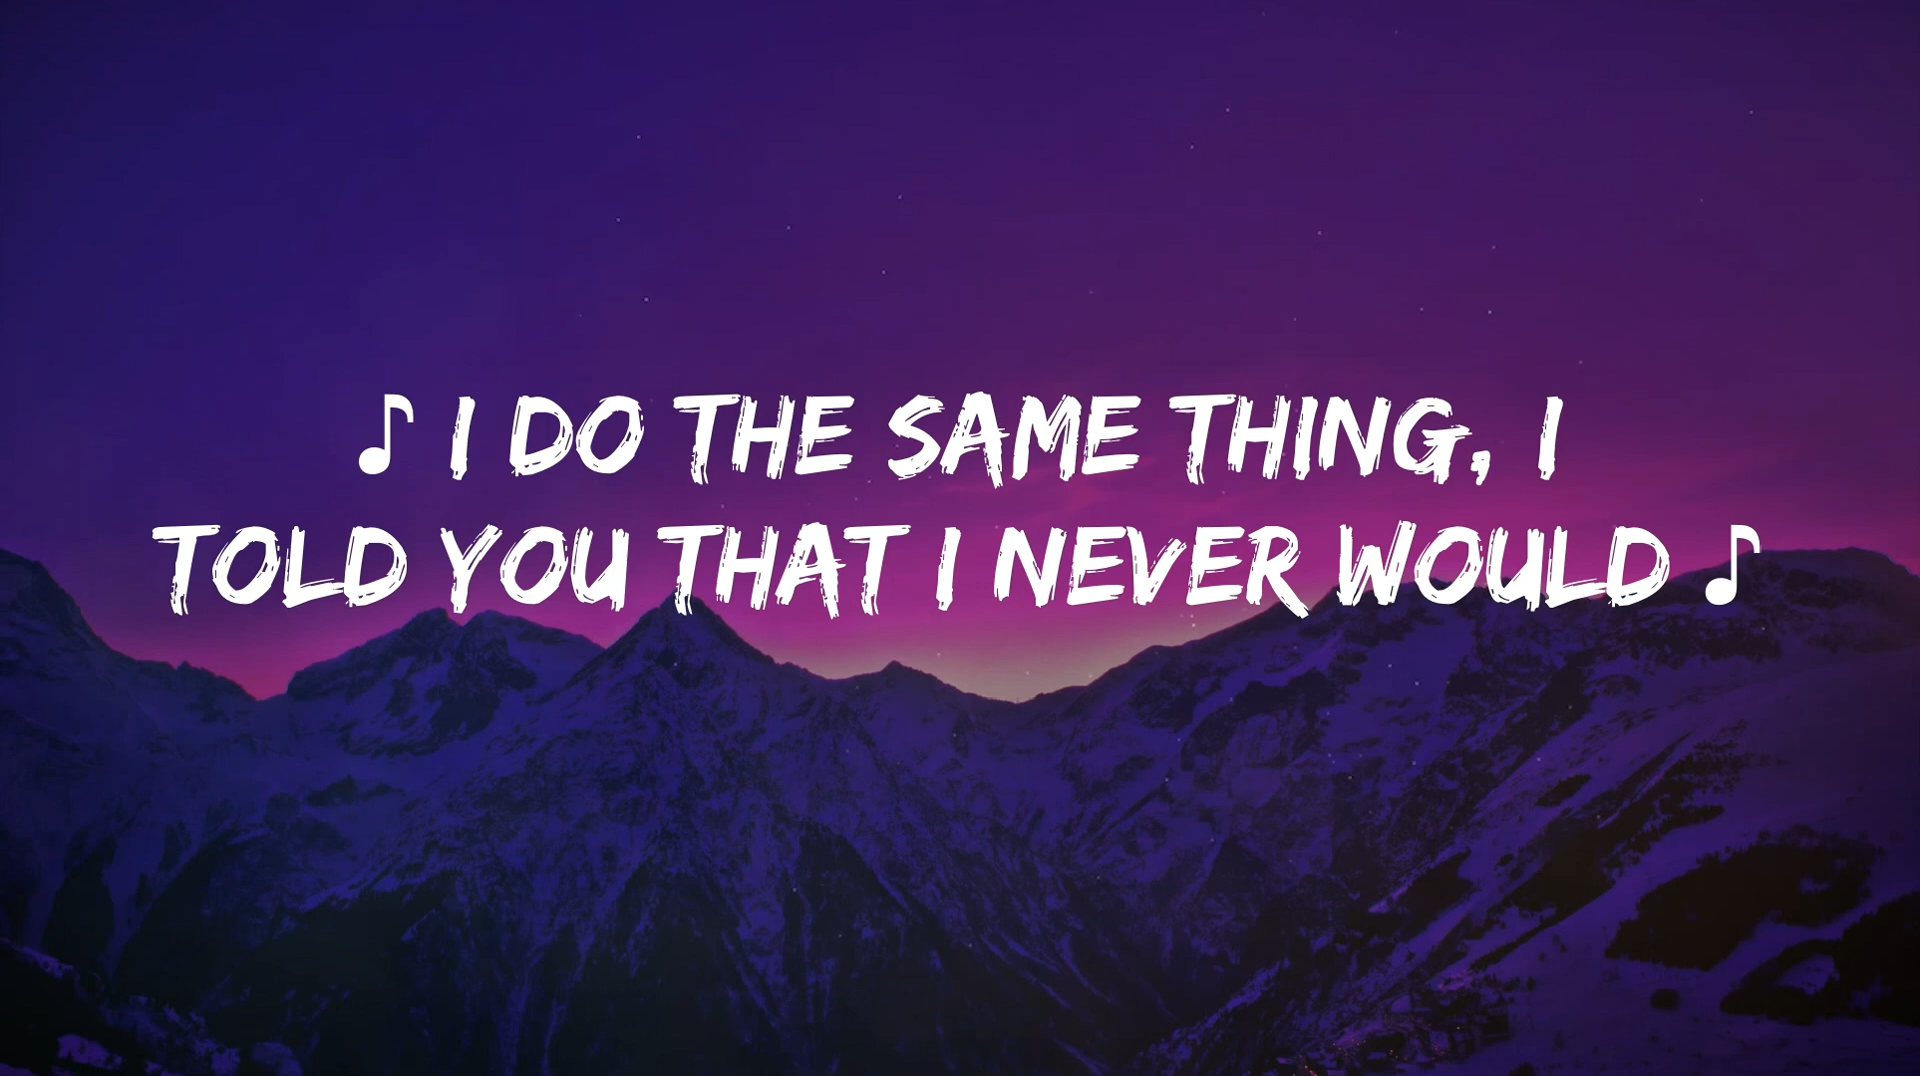 ♪ I DO THE SAME THING, I
TOLD YOU THAT I NEVER WOULD ♪